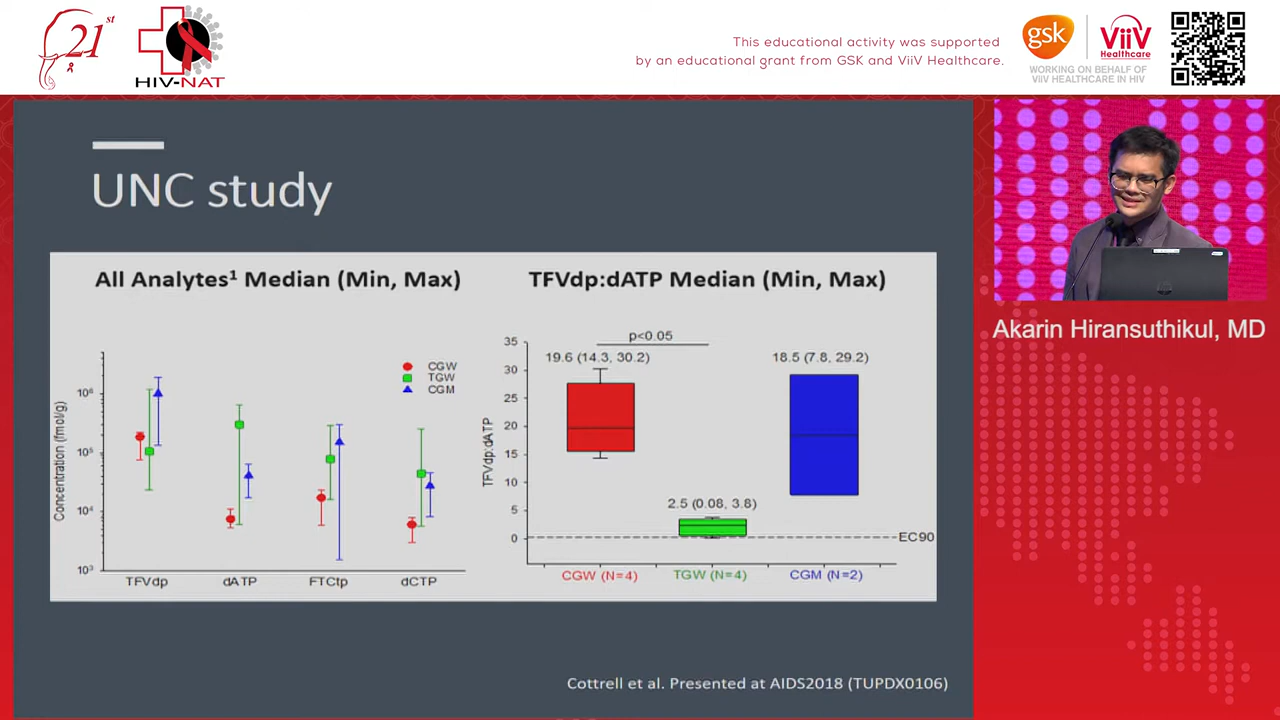 21st
HIV-NAT
This educational activity was supported
by an educational grant from GSK and ViiV Healthcare.
gsk
ViiV
Healthcare
WORKING ON BEHALF OF
VIIV HEALTHCARE IN HIV
UNC study
All Analytes¹ Median (Min, Max)
CGW
TGW
CGM
Concentration (fmol/g)
10⁶
10⁵
10⁴
10³
TFVdp dATP FTCtp dCTP
TFVdp:dATP Median (Min, Max)
p<0.05
19.6 (14.3, 30.2)
18.5 (7.8, 29.2)
2.5 (0.08, 3.8)
TFVdp:dATP
35
30
25
20
15
10
5
0
EC90
CGW (N=4) TGW (N=4) CGM (N=2)
Cottrell et al. Presented at AIDS2018 (TUPDX0106)
Akarin Hiransuthikul, MD